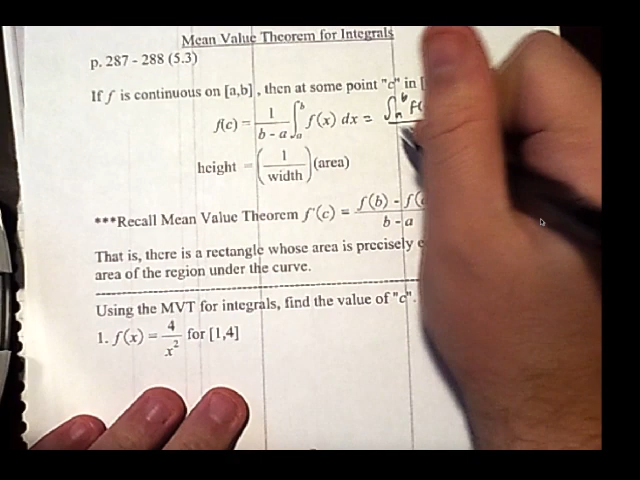 Mean Value Theorem for Integrals
p. 287 - 288 (5.3)
If f is continuous on [a,b] , then at some point "c" in [
f(c) = 1/(b - a) ∫_a^b f(x) dx = ∫_a^b f(
height = (1/width)(area)
***Recall Mean Value Theorem f'(c) = (f(b) - f( / b - a
That is, there is a rectangle whose area is precisely
area of the region under the curve.
Using the MVT for integrals, find the value of "c".
1. f(x) = 4/x² for [1,4]